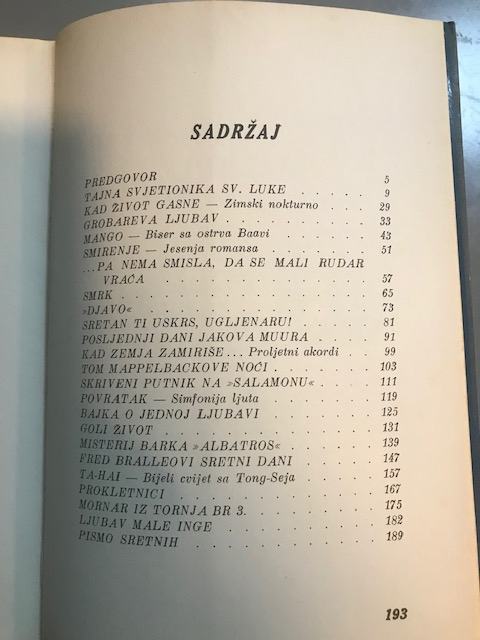 SADRŽAJ
PREDGOVOR . . . . . . . . . . . . 5
TAJNA SVJETIONIKA SV. LUKE . . . . . 9
KAD ŽIVOT GASNE — Zimski nokturno . . . 29
GROBAREVA LJUBAV . . . . . . . . . 33
MANGO — Biser sa ostrva Baavi . . . . . 43
SMIRENJE — Jesenja romansa . . . . . . 51
...PA NEMA SMISLA, DA SE MALI RUDAR
VRAĆA . . . . . . . . . . . . 57
SMRK . . . . . . . . . . . . . 65
»DJAVO« . . . . . . . . . . . . 73
SRETAN TI USKRS, UGLJENARU! . . . . 81
POSLJEDNJI DANI JAKOVA MUURA . . . . 91
KAD ZEMJA ZAMIRIŠE... Proljetni akordi . . 99
TOM MAPPELBACKOVE NOĆI . . . . . . 103
SKRIVENI PUTNIK NA »SALAMONU« . . . . 111
POVRATAK — Simfonija ljuta . . . . . . 119
BAJKA O JEDNOJ LJUBAVI . . . . . . 125
GOLI ŽIVOT . . . . . . . . . . . 131
MISTERIJ BARKA »ALBATROS« . . . . . 139
FRED BRALLEOVI SRETNI DANI . . . . . 147
TA-HAI — Bijeli cvijet sa Tong-Seja . . . . 157
PROKLETNICI . . . . . . . . . . . 167
MORNAR IZ TORNJA BR 3. . . . . . . . 175
LJUBAV MALE INGE . . . . . . . . . 182
PISMO SRETNIH . . . . . . . . . . 189
193